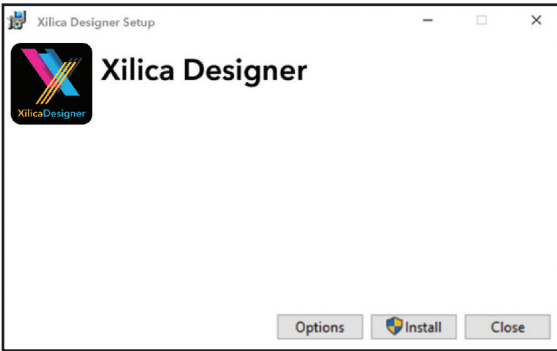 Xilica Designer Setup
Xilica Designer
XilicaDesigner
Options
Install
Close